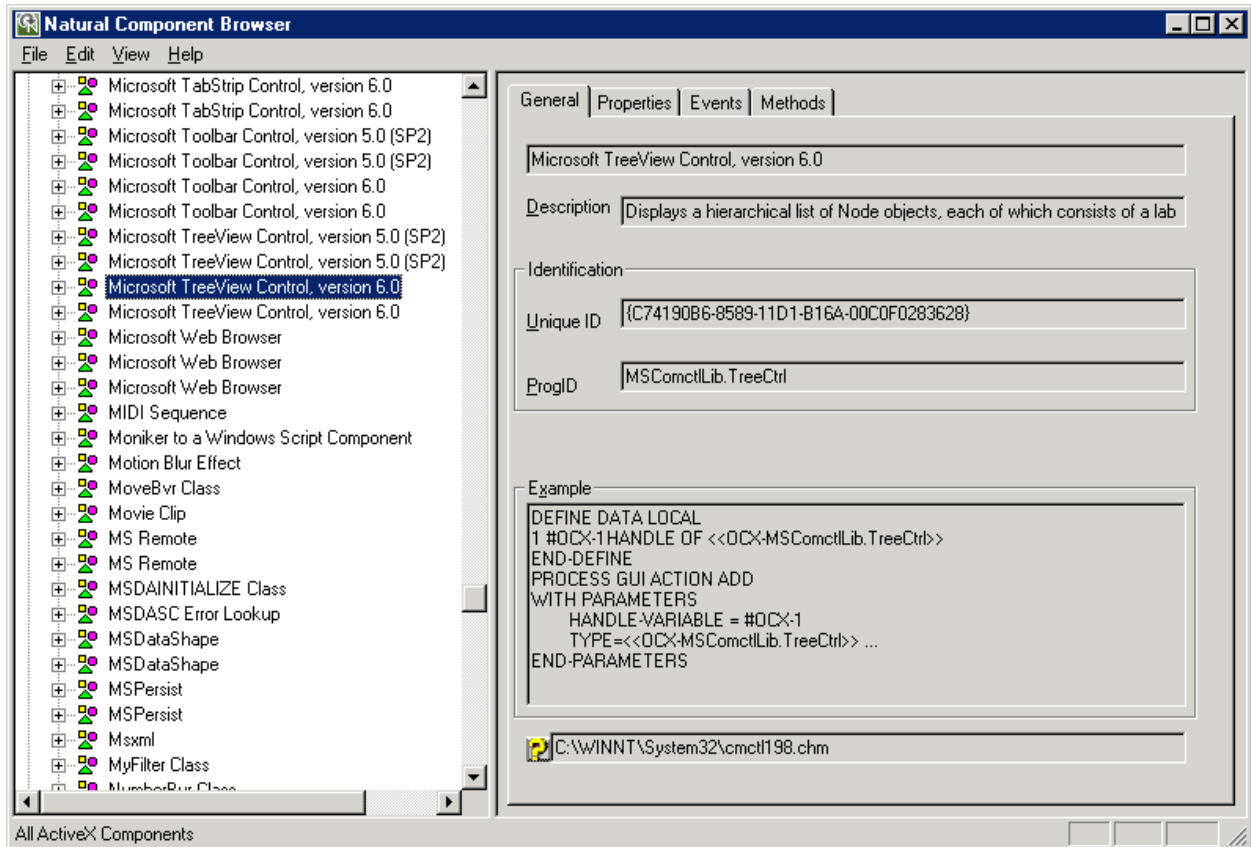 Natural Component Browser
File Edit View Help
Microsoft TabStrip Control, version 6.0
Microsoft TabStrip Control, version 6.0
Microsoft Toolbar Control, version 5.0 (SP2)
Microsoft Toolbar Control, version 5.0 (SP2)
Microsoft Toolbar Control, version 6.0
Microsoft Toolbar Control, version 6.0
Microsoft TreeView Control, version 5.0 (SP2)
Microsoft TreeView Control, version 5.0 (SP2)
Microsoft TreeView Control, version 6.0
Microsoft TreeView Control, version 6.0
Microsoft Web Browser
Microsoft Web Browser
Microsoft Web Browser
MIDI Sequence
Moniker to a Windows Script Component
Motion Blur Effect
MoveBvr Class
Movie Clip
MS Remote
MS Remote
MSDAINITIALIZE Class
MSDASC Error Lookup
MSDataShape
MSDataShape
MSPersist
MSPersist
Msxml
MyFilter Class
NumberBvr Class
General Properties Events Methods
Microsoft TreeView Control, version 6.0
Description Displays a hierarchical list of Node objects, each of which consists of a lab
Identification
Unique ID {C74190B6-8589-11D1-B16A-00C0F0283628}
ProgID MSComctlLib.TreeCtrl
Example
DEFINE DATA LOCAL
1 #OCX-1 HANDLE OF <<OCX-MSComctlLib.TreeCtrl>>
END-DEFINE
PROCESS GUI ACTION ADD
WITH PARAMETERS
HANDLE-VARIABLE = #OCX-1
TYPE=<<OCX-MSComctlLib.TreeCtrl>> ...
END-PARAMETERS
C:\WINNT\System32\cmctl198.chm
All ActiveX Components